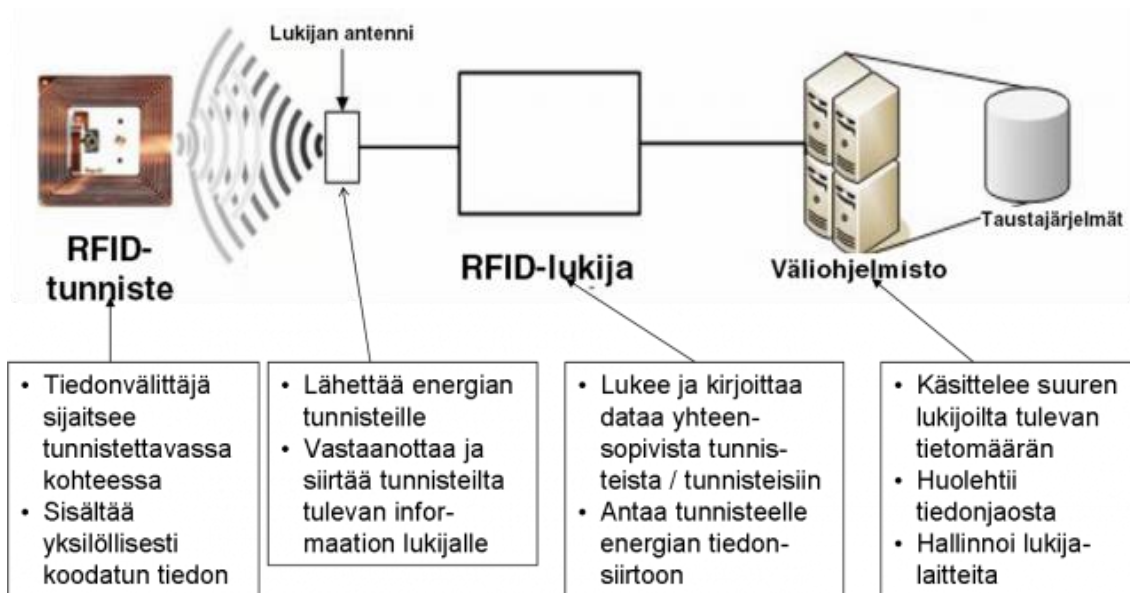 Lukijan antenni
RFID-
tunniste
RFID-lukija
Väliohjelmisto
Taustajärjelmät
• Tiedonvälittäjä
sijaitsee
tunnistettavassa
kohteessa
• Sisältää
yksilöllisesti
koodatun tiedon
• Lähettää energian
tunnisteille
• Vastaanottaa ja
siirtää tunnisteilta
tulevan infor-
maation lukijalle
• Lukee ja kirjoittaa
dataa yhteen-
sopivista tunnis-
teista / tunnisteisiin
• Antaa tunnisteelle
energian tiedon-
siirtoon
• Käsittelee suuren
lukijoilta tulevan
tietomäärän
• Huolehtii
tiedonjaosta
• Hallinnoi lukija-
laitteita